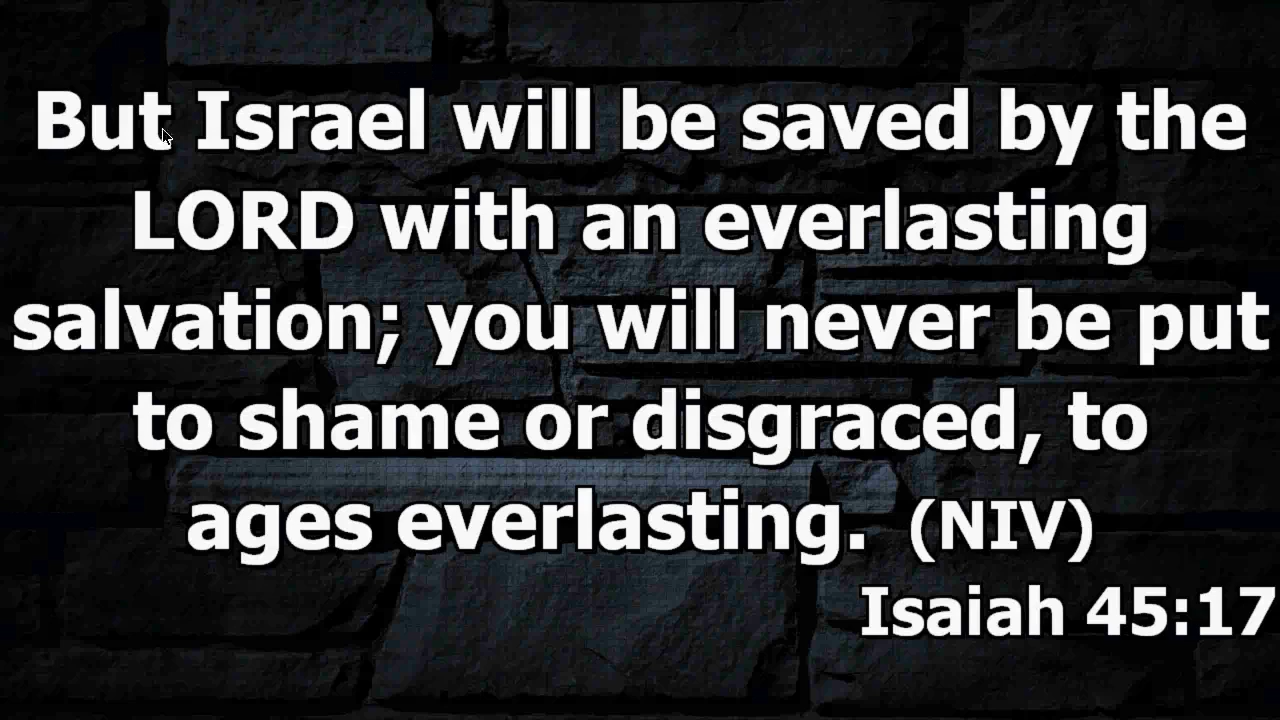 But Israel will be saved by the
LORD with an everlasting
salvation; you will never be put
to shame or disgraced, to
ages everlasting. (NIV)
Isaiah 45:17